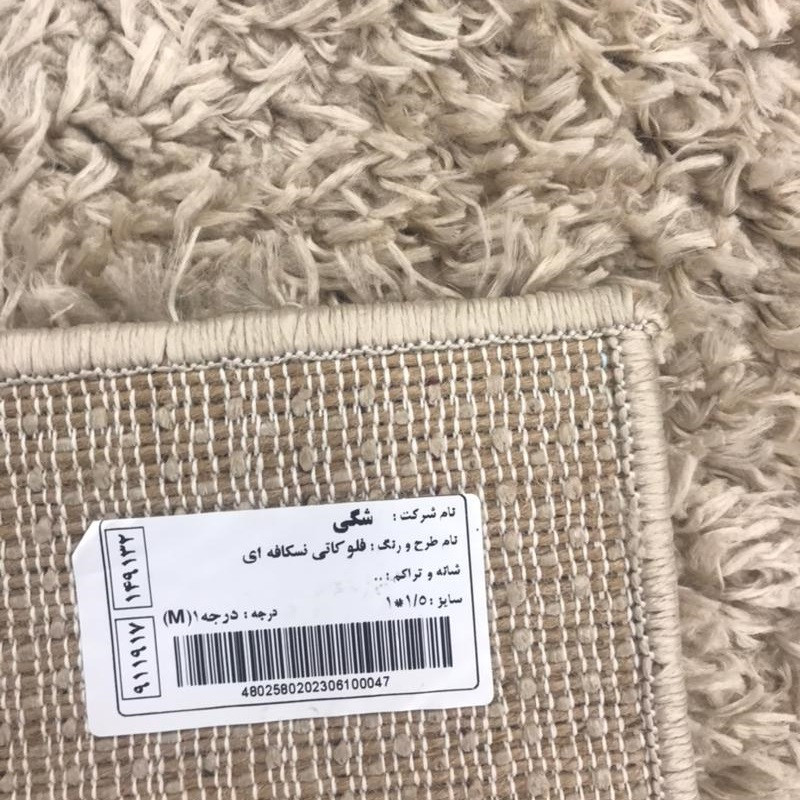 نام شرکت : شگی
نام طرح و رنگ : فلوکاتی نسکافه ای
شانه و تراکم : ..
سایز : ۱*۱/۵
درجه : درجه۱(M)
4802580202306100047
۱۴۹۱۳۲
۹۱۱۹۱۷